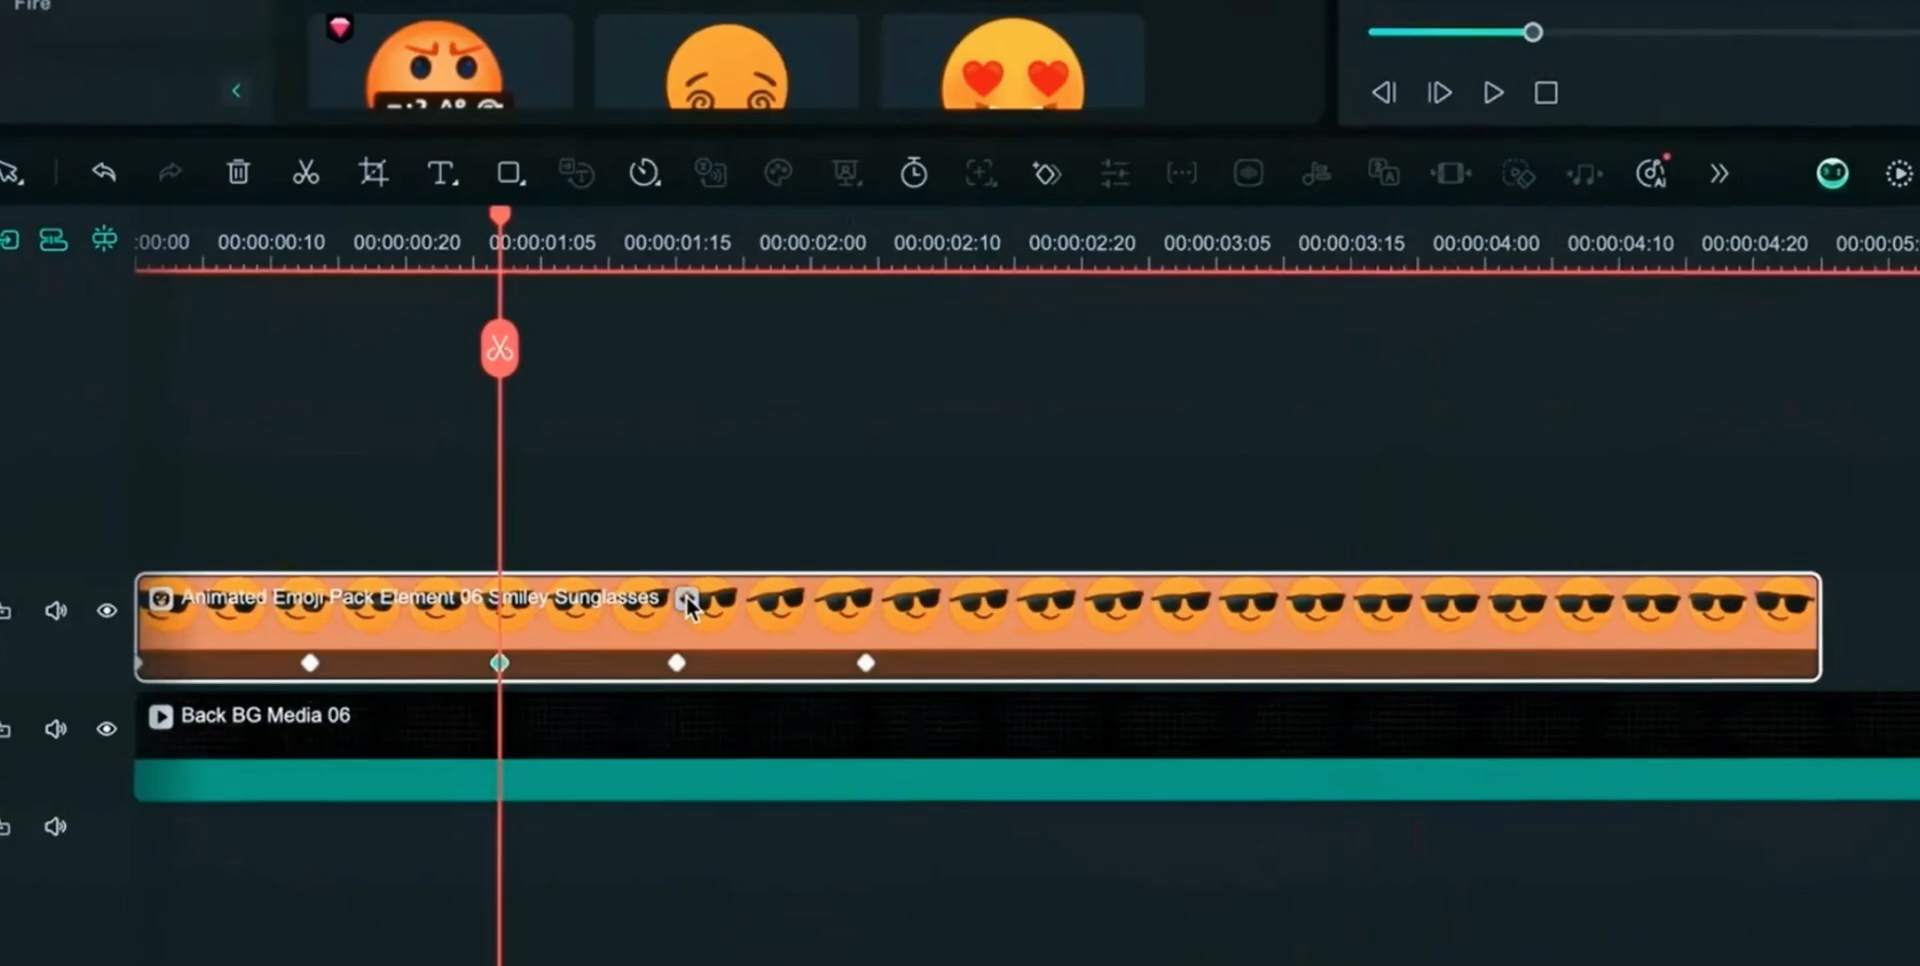 Fire
:00:00 00:00:00:10 00:00:00:20 00:00:01:05 00:00:01:15 00:00:02:00 00:00:02:10 00:00:02:20 00:00:03:05 00:00:03:15 00:00:04:00 00:00:04:10 00:00:04:20 00:00:05:
Animated Emoji Pack Element 06 Smiley Sunglasses
Back BG Media 06